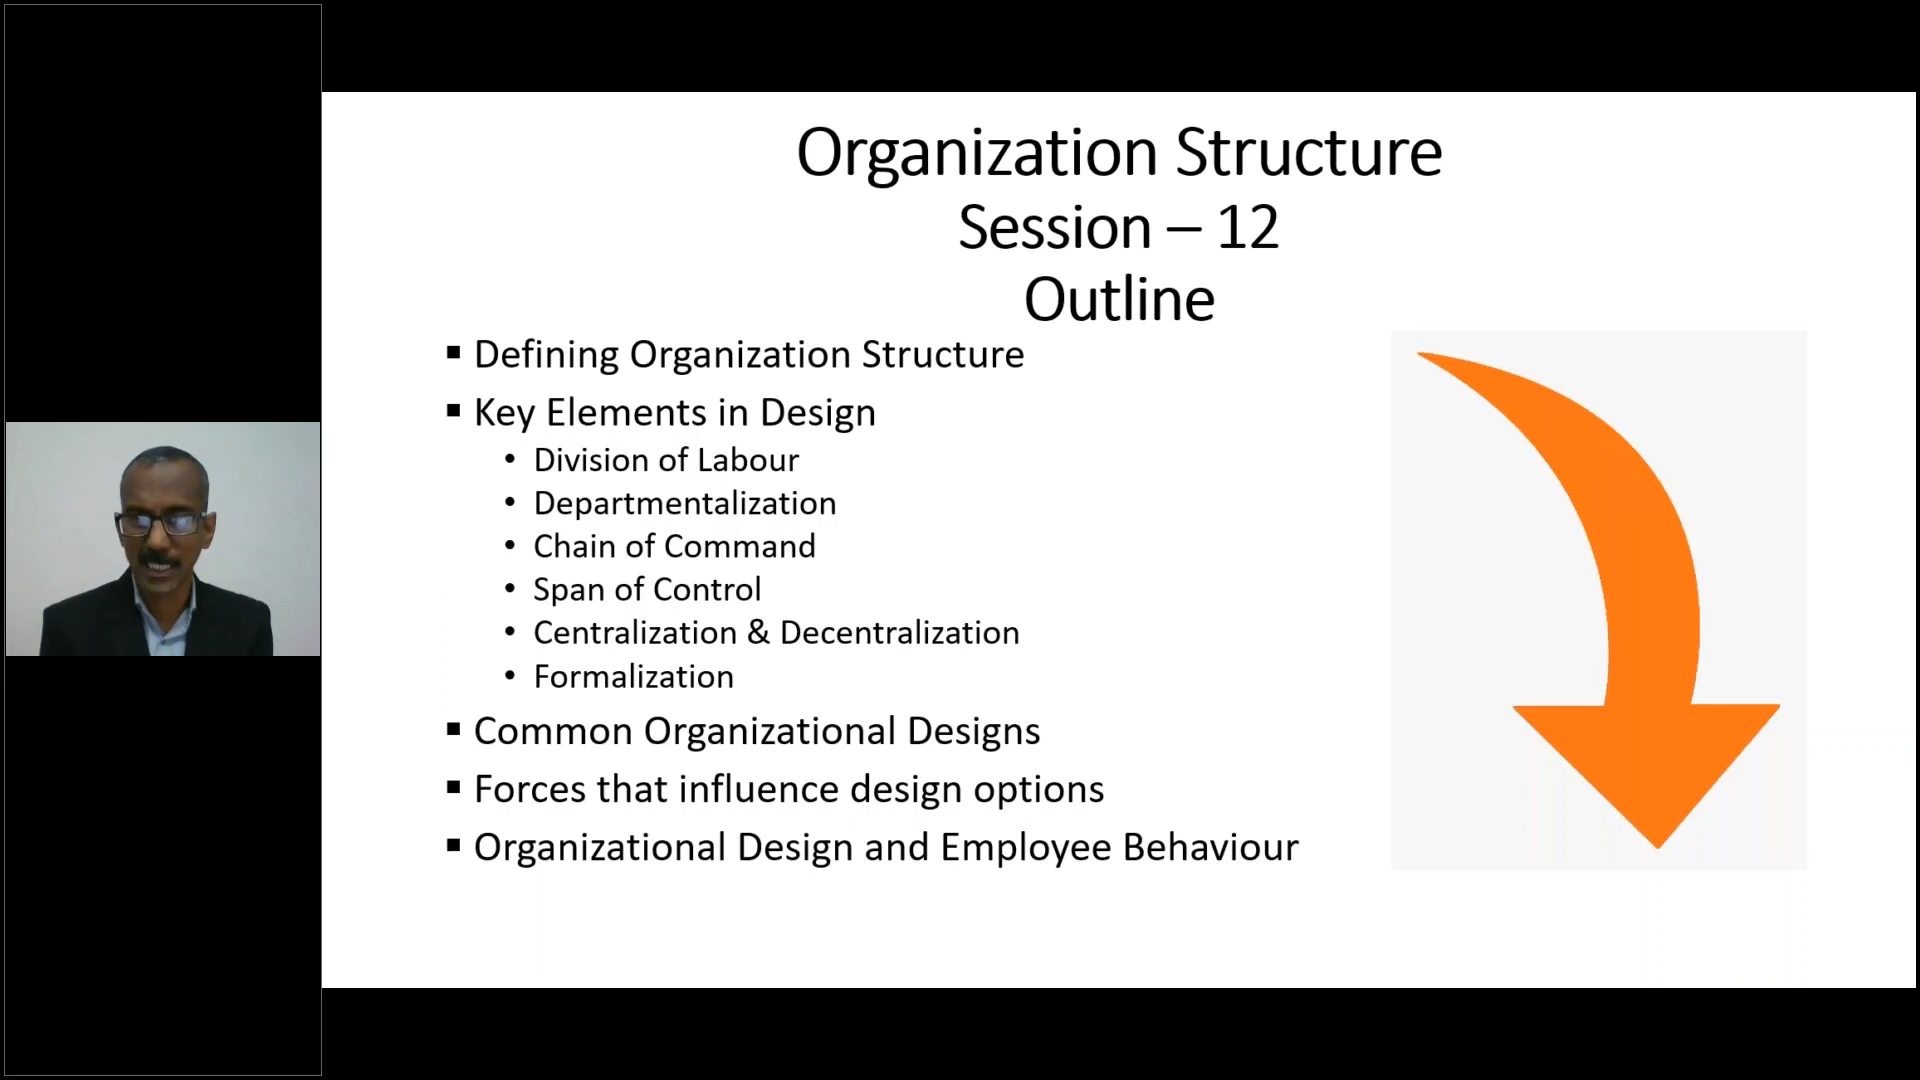 Organization Structure
Session – 12
Outline
▪ Defining Organization Structure
▪ Key Elements in Design
• Division of Labour
• Departmentalization
• Chain of Command
• Span of Control
• Centralization & Decentralization
• Formalization
▪ Common Organizational Designs
▪ Forces that influence design options
▪ Organizational Design and Employee Behaviour